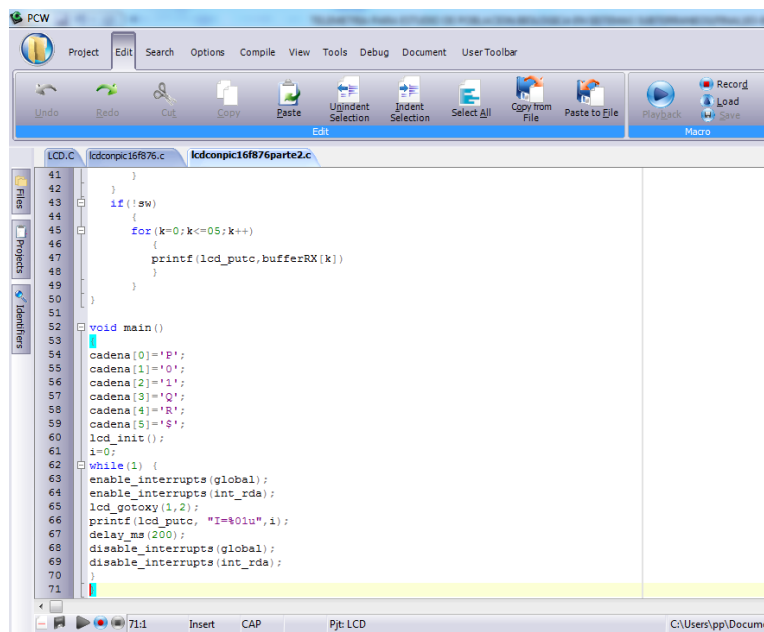 PCW
Project Edit Search Options Compile View Tools Debug Document User Toolbar
Undo Redo Cut Copy Paste Unindent Selection Indent Selection Select All Copy from File Paste to File Playback Record Load Save
Edit Macro
LCD.C lcdconpic16f876.c lcdconpic16f876parte2.c
Files
Projects
Identifiers
41 }
42 }
43 if(!sw)
44 {
45 for(k=0;k<=05;k++)
46 {
47 printf(lcd_putc,bufferRX[k])
48 }
49 }
50 }
51
52 void main()
53 {
54 cadena[0]='P';
55 cadena[1]='O';
56 cadena[2]='1';
57 cadena[3]='Q';
58 cadena[4]='R';
59 cadena[5]='S';
60 lcd_init();
61 i=0;
62 while(1) {
63 enable_interrupts(global);
64 enable_interrupts(int_rda);
65 lcd_gotoxy(1,2);
66 printf(lcd_putc, "I=%01u",i);
67 delay_ms(200);
68 disable_interrupts(global);
69 disable_interrupts(int_rda);
70 }
71 }
71:1 Insert CAP Pjt: LCD C:\Users\pp\Docume